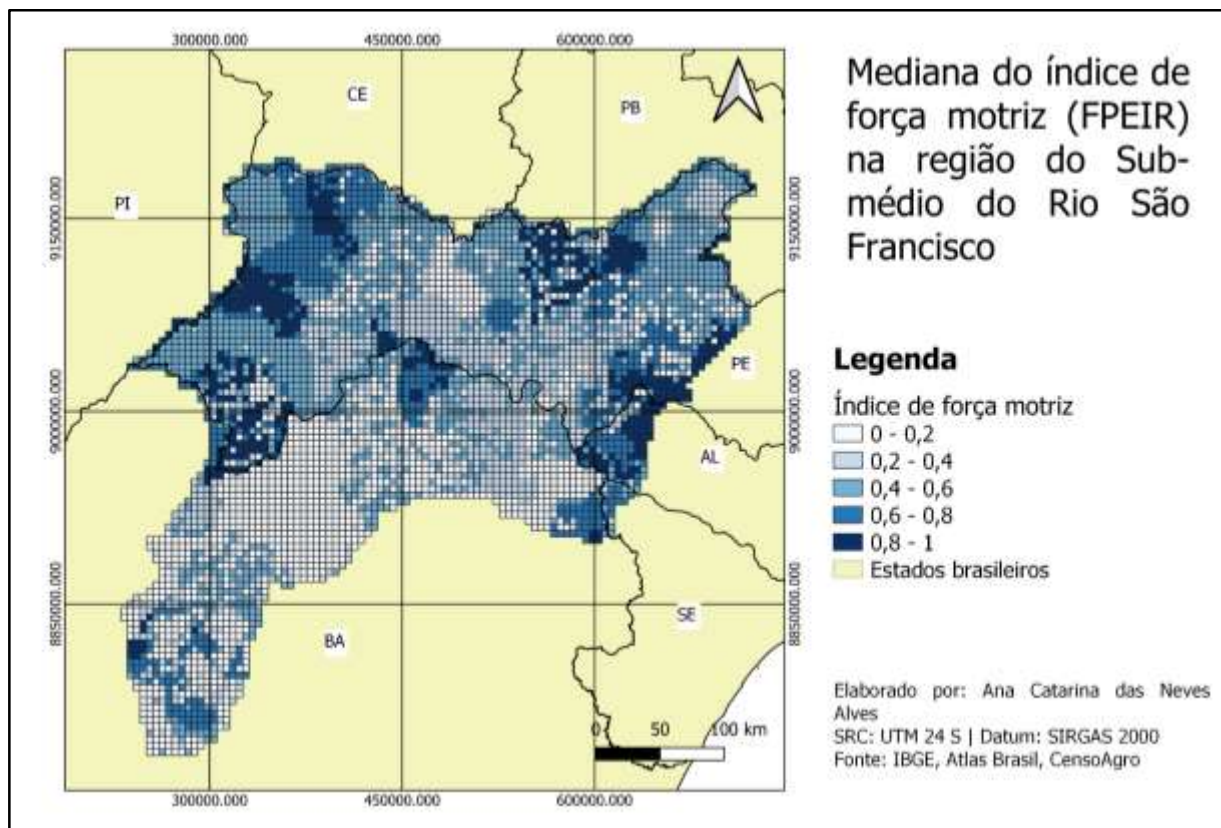 300000.000 450000.000 600000.000
CE
PB
PI
9150000.000 9150000.000
PE
9000000.000 9000000.000
AL
8850000.000 8850000.000
SE
BA
0 50 100 km
300000.000 450000.000 600000.000
Mediana do índice de
força motriz (FPEIR)
na região do Sub-
médio do Rio São
Francisco
Legenda
Índice de força motriz
0 - 0,2
0,2 - 0,4
0,4 - 0,6
0,6 - 0,8
0,8 - 1
Estados brasileiros
Elaborado por: Ana Catarina das Neves
Alves
SRC: UTM 24 S | Datum: SIRGAS 2000
Fonte: IBGE, Atlas Brasil, CensoAgro